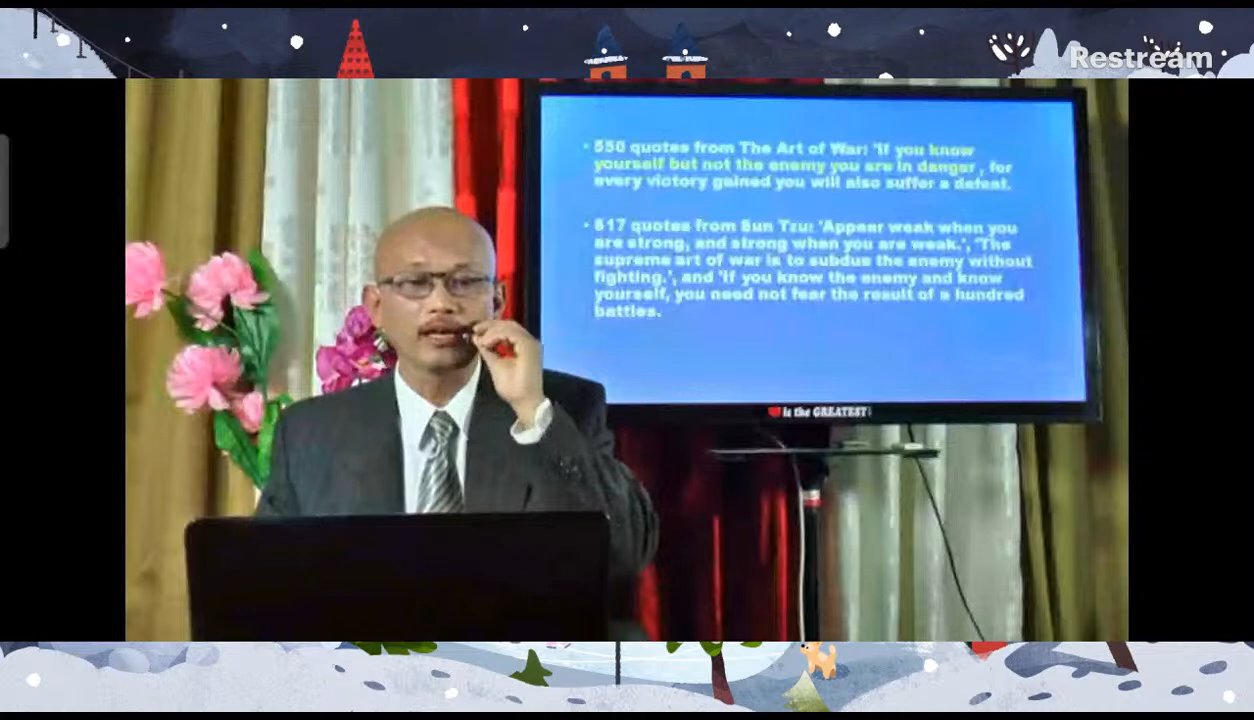 Restream
• 550 quotes from The Art of War: 'If you know
yourself but not the enemy you are in danger , for
every victory gained you will also suffer a defeat.
• 517 quotes from Sun Tzu: 'Appear weak when you
are strong, and strong when you are weak.', 'The
supreme art of war is to subdue the enemy without
fighting.', and 'If you know the enemy and know
yourself, you need not fear the result of a hundred
battles.
is the GREATEST!